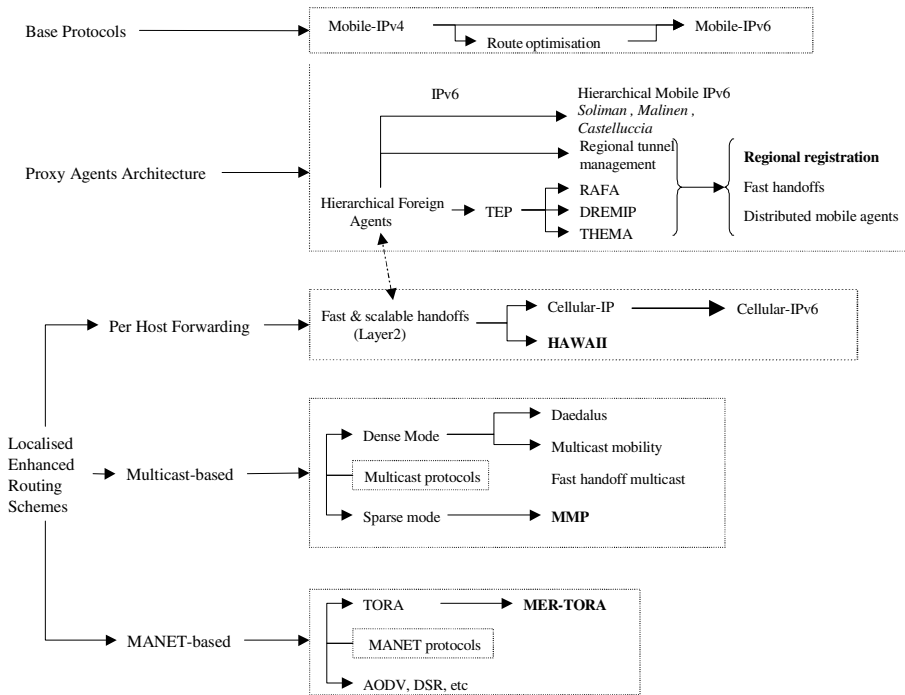 Base Protocols
Mobile-IPv4
Mobile-IPv6
Route optimisation
IPv6
Hierarchical Mobile IPv6
Soliman , Malinen ,
Castelluccia
Regional tunnel
management
Regional registration
Proxy Agents Architecture
RAFA
Fast handoffs
Hierarchical Foreign
Agents
TEP
DREMIP
Distributed mobile agents
THEMA
Per Host Forwarding
Fast & scalable handoffs
(Layer2)
Cellular-IP
Cellular-IPv6
HAWAII
Localised
Enhanced
Routing
Schemes
Multicast-based
Dense Mode
Daedalus
Multicast mobility
Multicast protocols
Fast handoff multicast
Sparse mode
MMP
MANET-based
TORA
MER-TORA
MANET protocols
AODV, DSR, etc